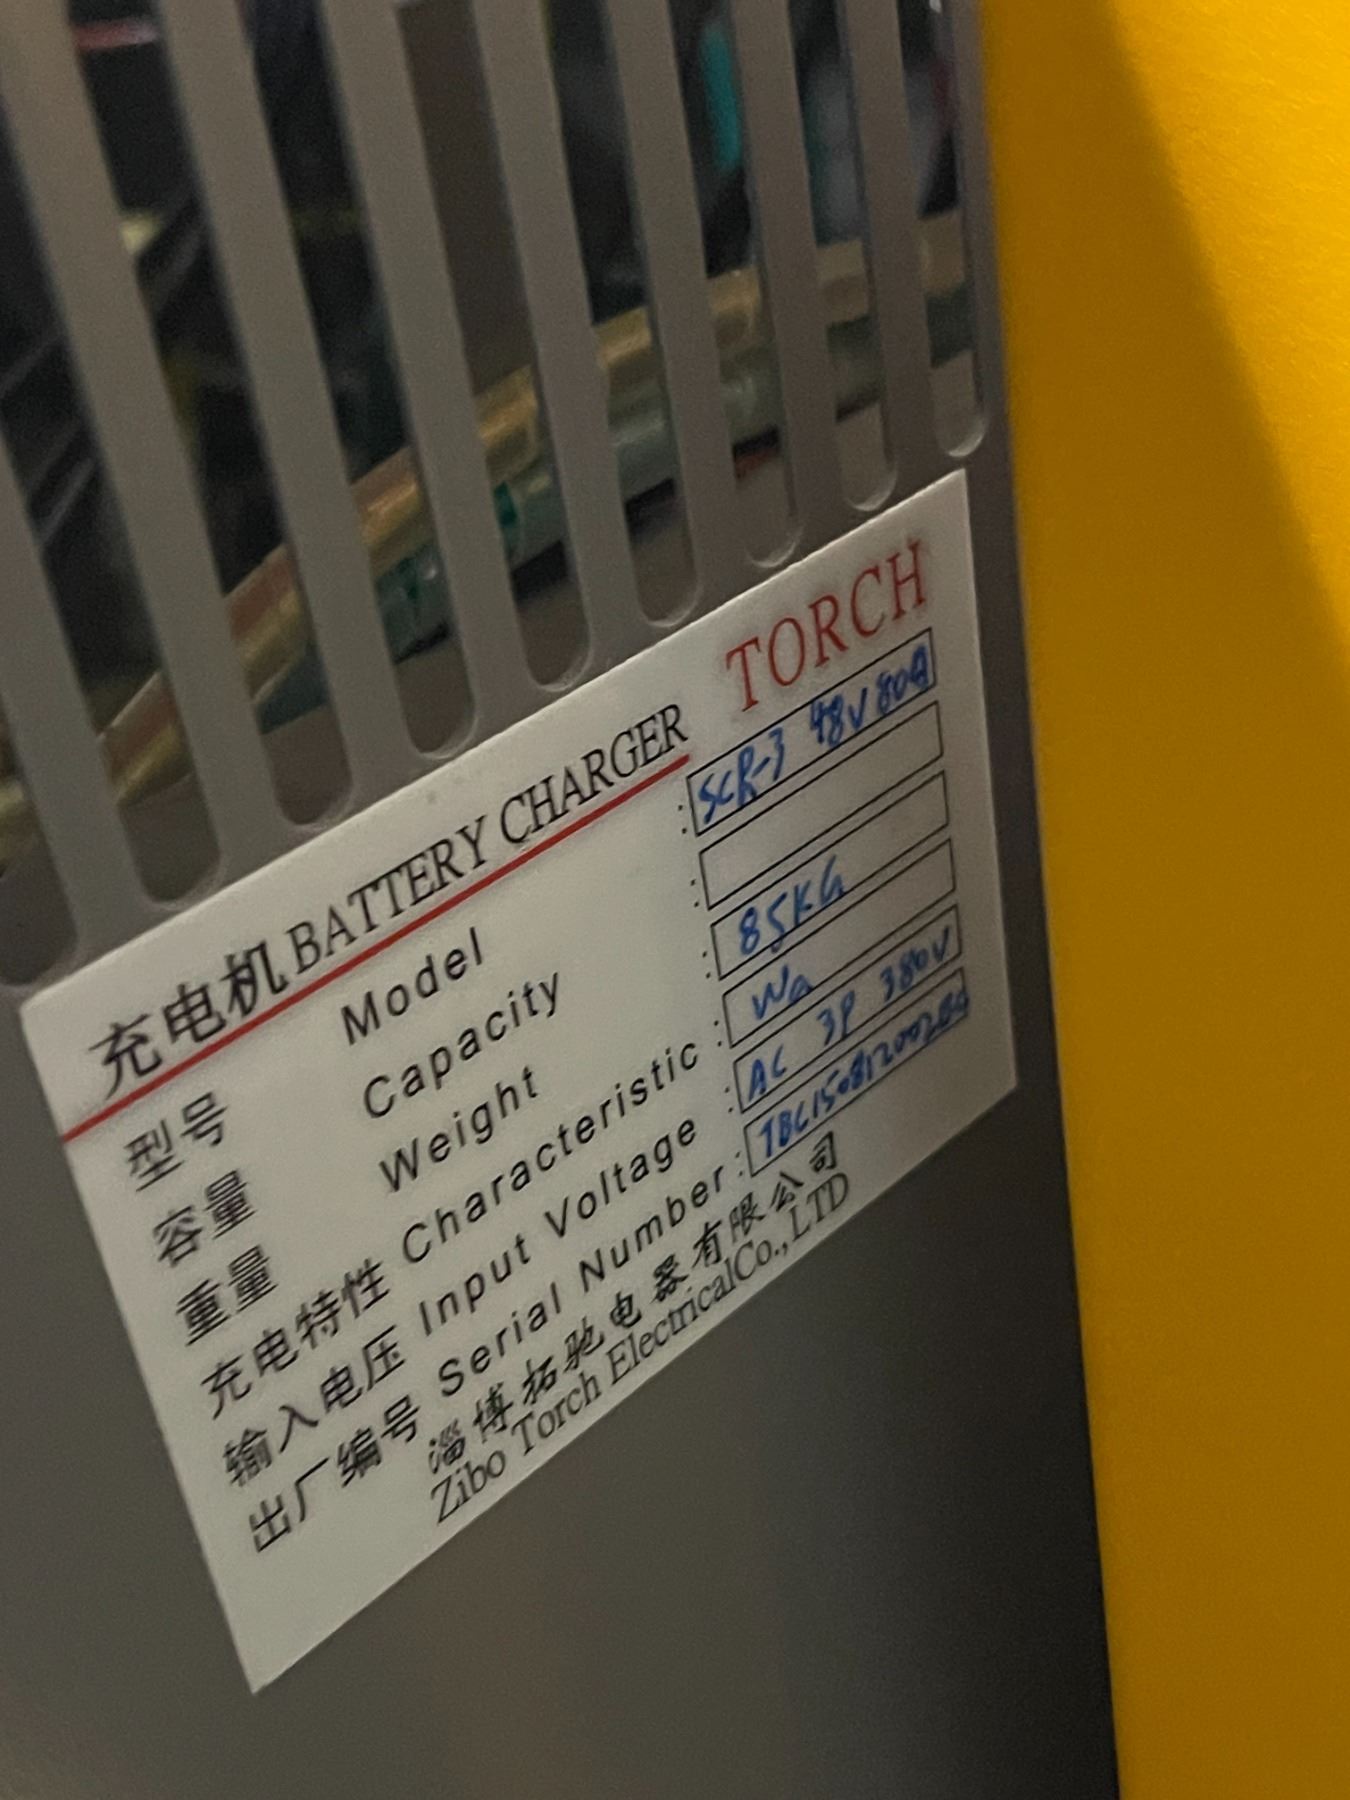 充电机 BATTERY CHARGER TORCH
型号 Model : SCR-3 48V 80A
容量 Capacity :
重量 Weight : 85KG
充电特性 Characteristic : Wa
输入电压 Input Voltage : AC 3P 380V
出厂编号 Serial Number :
淄博拓驰电器有限公司
Zibo Torch ElectricalCo.,LTD